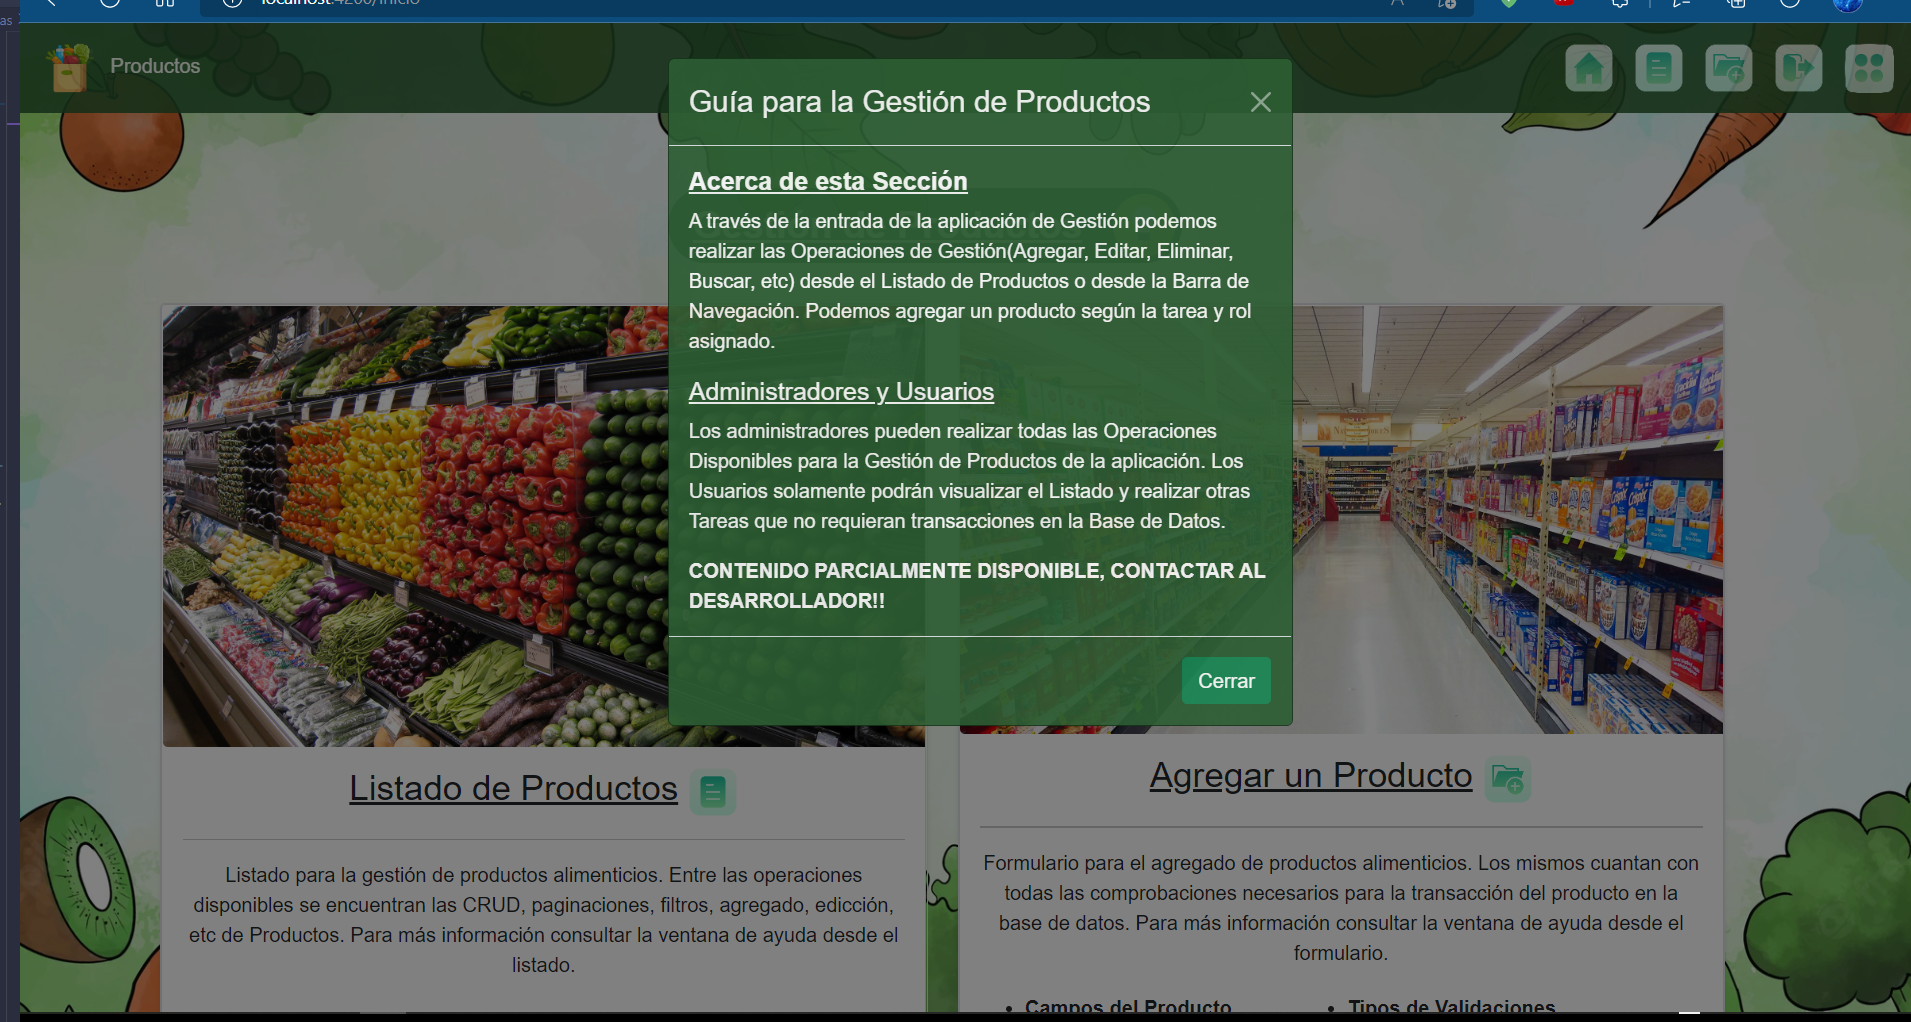 Productos
Guía para la Gestión de Productos
Acerca de esta Sección
A través de la entrada de la aplicación de Gestión podemos
realizar las Operaciones de Gestión(Agregar, Editar, Eliminar,
Buscar, etc) desde el Listado de Productos o desde la Barra de
Navegación. Podemos agregar un producto según la tarea y rol
asignado.
Administradores y Usuarios
Los administradores pueden realizar todas las Operaciones
Disponibles para la Gestión de Productos de la aplicación. Los
Usuarios solamente podrán visualizar el Listado y realizar otras
Tareas que no requieran transacciones en la Base de Datos.
CONTENIDO PARCIALMENTE DISPONIBLE, CONTACTAR AL
DESARROLLADOR!!
Cerrar
Listado de Productos
Listado para la gestión de productos alimenticios. Entre las operaciones
disponibles se encuentran las CRUD, paginaciones, filtros, agregado, edicción,
etc de Productos. Para más información consultar la ventana de ayuda desde el
listado.
Agregar un Producto
Formulario para el agregado de productos alimenticios. Los mismos cuantan con
todas las comprobaciones necesarios para la transacción del producto en la
base de datos. Para más información consultar la ventana de ayuda desde el
formulario.
Campos del Producto
Tipos de Validaciones